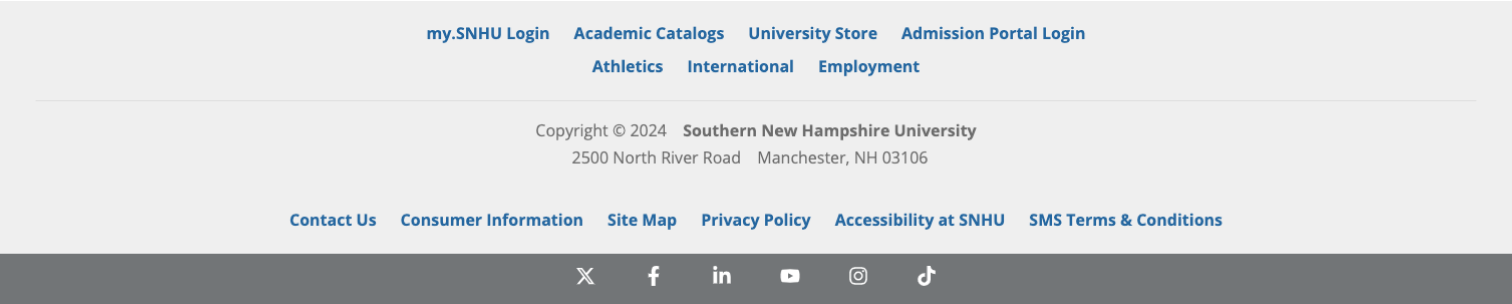 my.SNHU Login Academic Catalogs University Store Admission Portal Login
Athletics International Employment
Copyright © 2024 Southern New Hampshire University
2500 North River Road Manchester, NH 03106
Contact Us Consumer Information Site Map Privacy Policy Accessibility at SNHU SMS Terms & Conditions